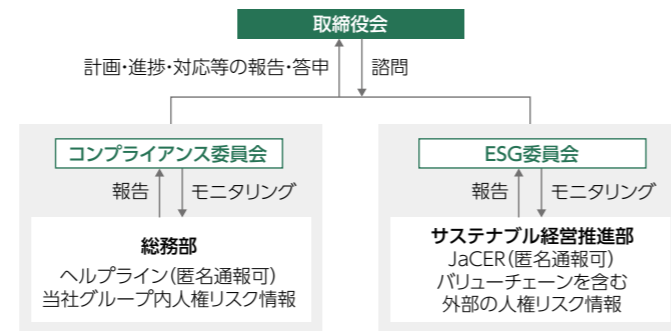 取締役会
計画・進捗・対応等の報告・答申
諮問
コンプライアンス委員会
報告
モニタリング
総務部
ヘルプライン（匿名通報可）
当社グループ内人権リスク情報
ESG委員会
報告
モニタリング
サステナブル経営推進部
JaCER（匿名通報可）
バリューチェーンを含む
外部の人権リスク情報